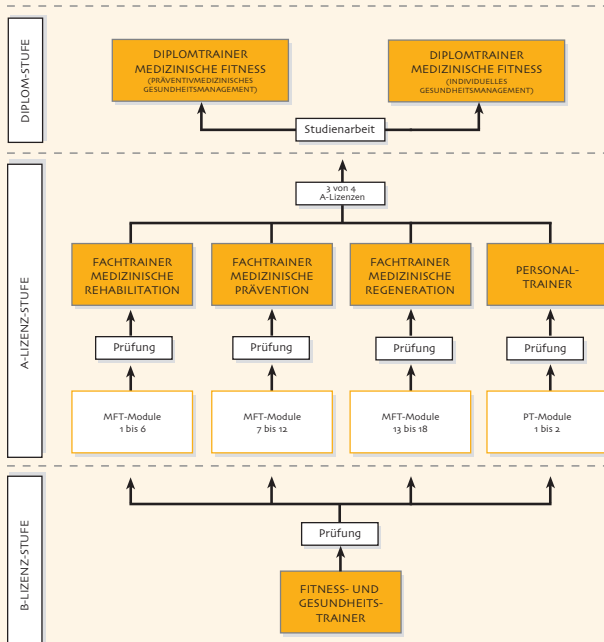 DIPLOM-STUFE
DIPLOMTRAINER
MEDIZINISCHE FITNESS
(PRÄVENTIVMEDIZINISCHES
GESUNDHEITSMANAGEMENT)
DIPLOMTRAINER
MEDIZINISCHE FITNESS
(INDIVIDUELLES
GESUNDHEITSMANAGEMENT)
Studienarbeit
A-LIZENZ-STUFE
3 von 4
A-Lizenzen
FACHTRAINER
MEDIZINISCHE
REHABILITATION
FACHTRAINER
MEDIZINISCHE
PRÄVENTION
FACHTRAINER
MEDIZINISCHE
REGENERATION
PERSONAL-
TRAINER
Prüfung
Prüfung
Prüfung
Prüfung
MFT-Module
1 bis 6
MFT-Module
7 bis 12
MFT-Module
13 bis 18
PT-Module
1 bis 2
B-LIZENZ-STUFE
Prüfung
FITNESS- UND
GESUNDHEITS-
TRAINER